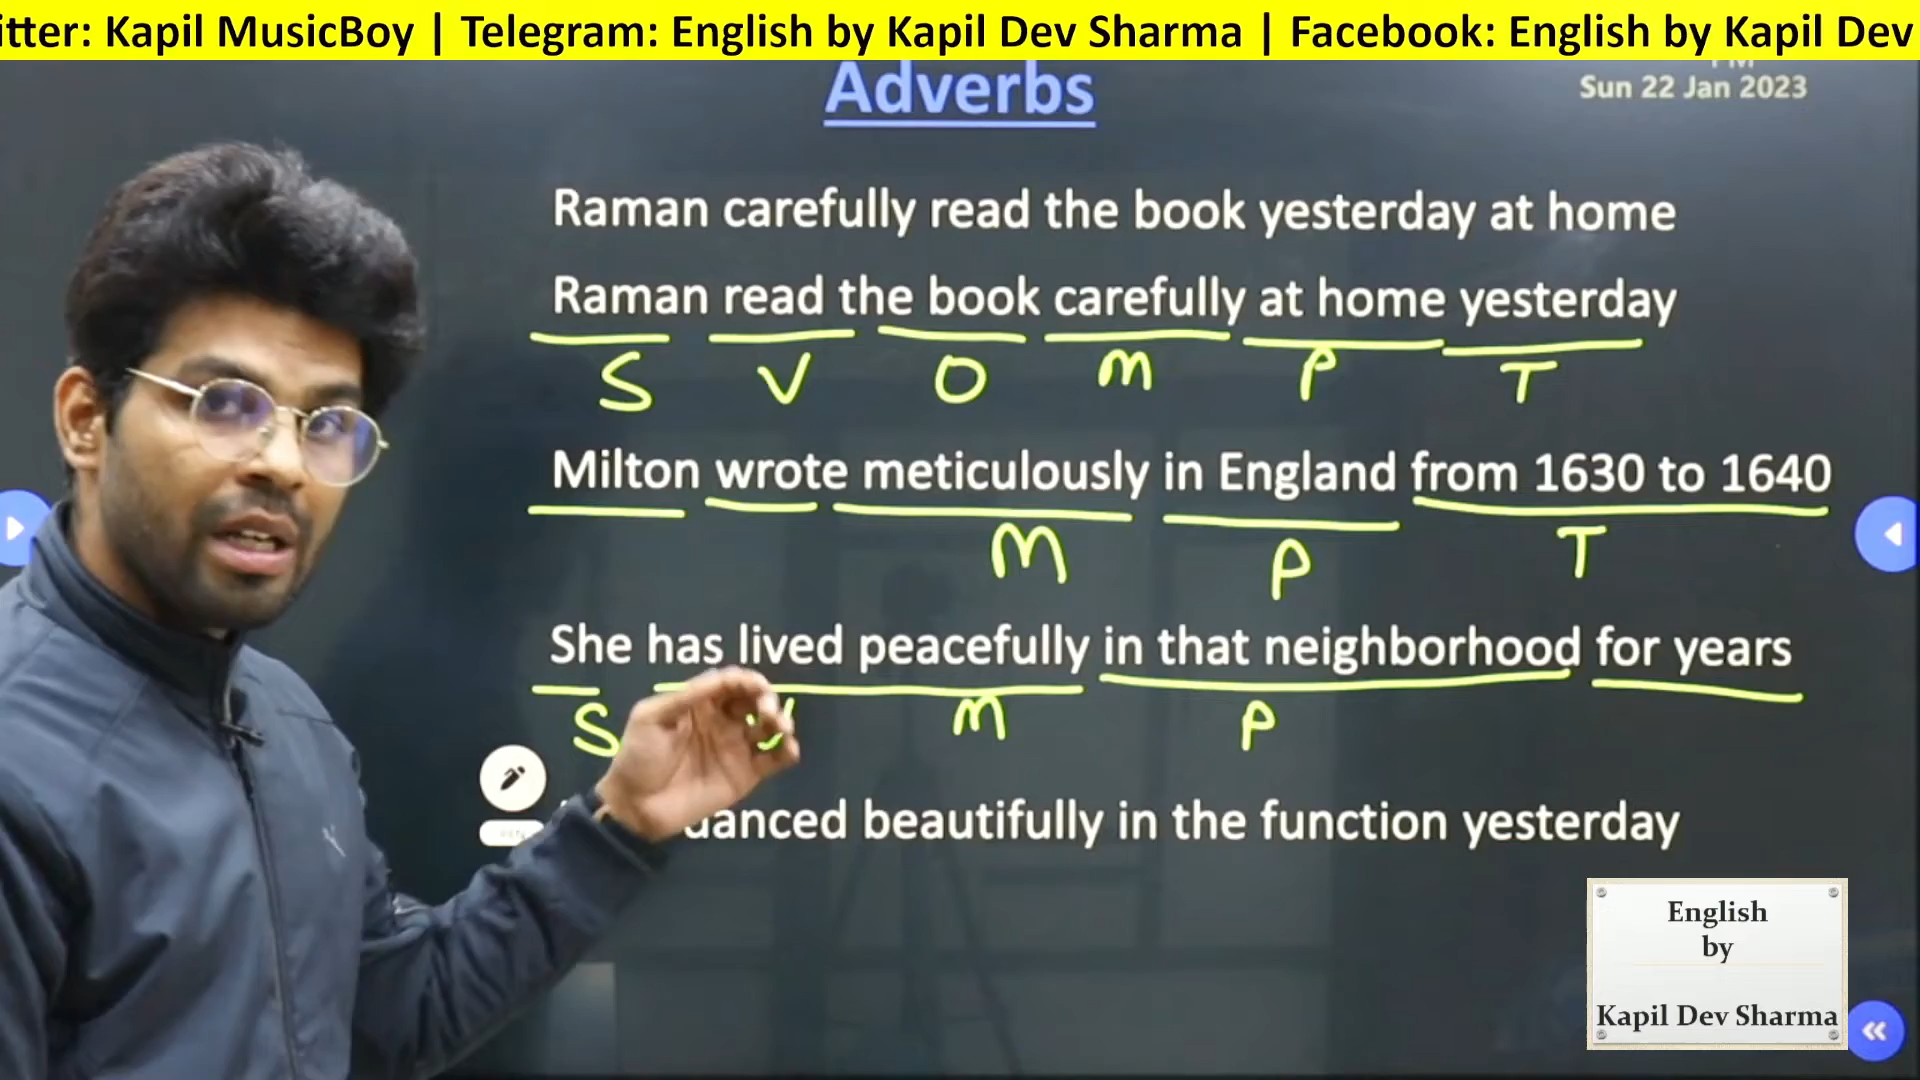 itter: Kapil MusicBoy | Telegram: English by Kapil Dev Sharma | Facebook: English by Kapil Dev
Adverbs
PM
Sun 22 Jan 2023
Raman carefully read the book yesterday at home
Raman read the book carefully at home yesterday
S V O M P T
Milton wrote meticulously in England from 1630 to 1640
M P T
She has lived peacefully in that neighborhood for years
S V M P
danced beautifully in the function yesterday
English
by
Kapil Dev Sharma